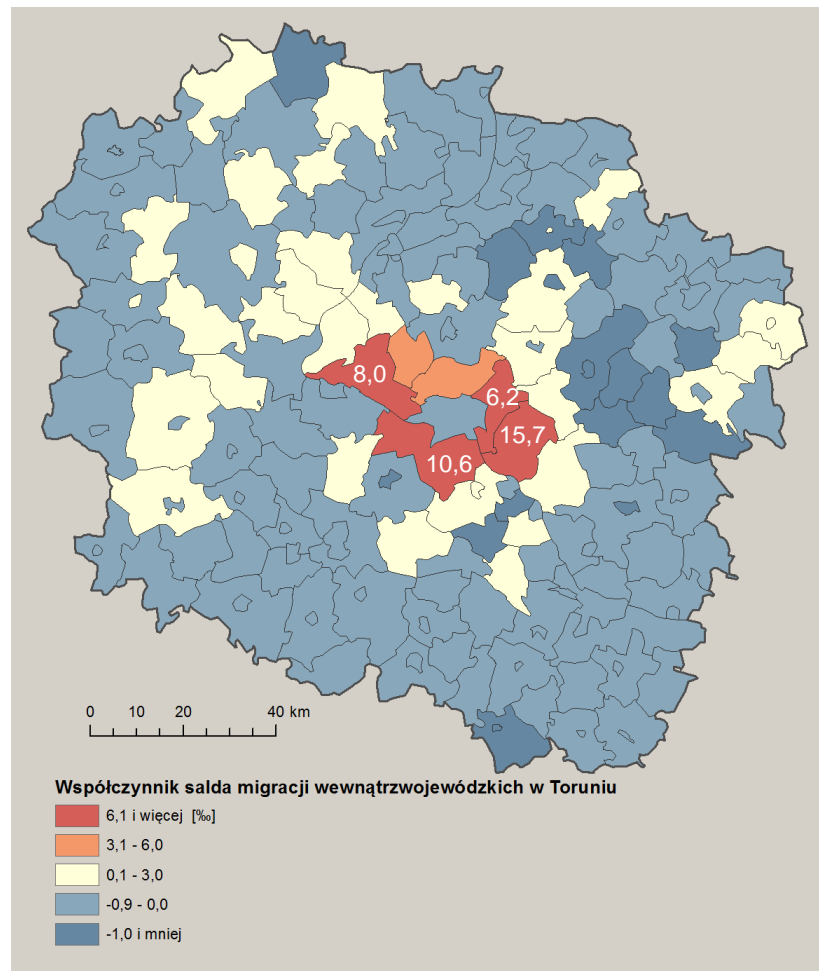 8,0
6,2
15,7
10,6
0 10 20 40 km
Współczynnik salda migracji wewnątrzwojewódzkich w Toruniu
6,1 i więcej [‰]
3,1 - 6,0
0,1 - 3,0
-0,9 - 0,0
-1,0 i mniej